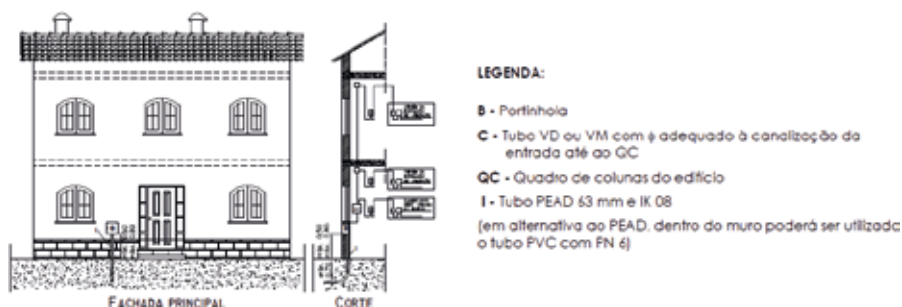 LEGENDA:
B - Portinhola
C - Tubo VD ou VM com ϕ adequado à canalização da
entrada até ao QC
QC - Quadro de colunas do edifício
I - Tubo PEAD 63 mm e IK 08
(em alternativa ao PEAD, dentro do muro poderá ser utilizado
o tubo PVC com PN 6)
FACHADA PRINCIPAL
CORTE